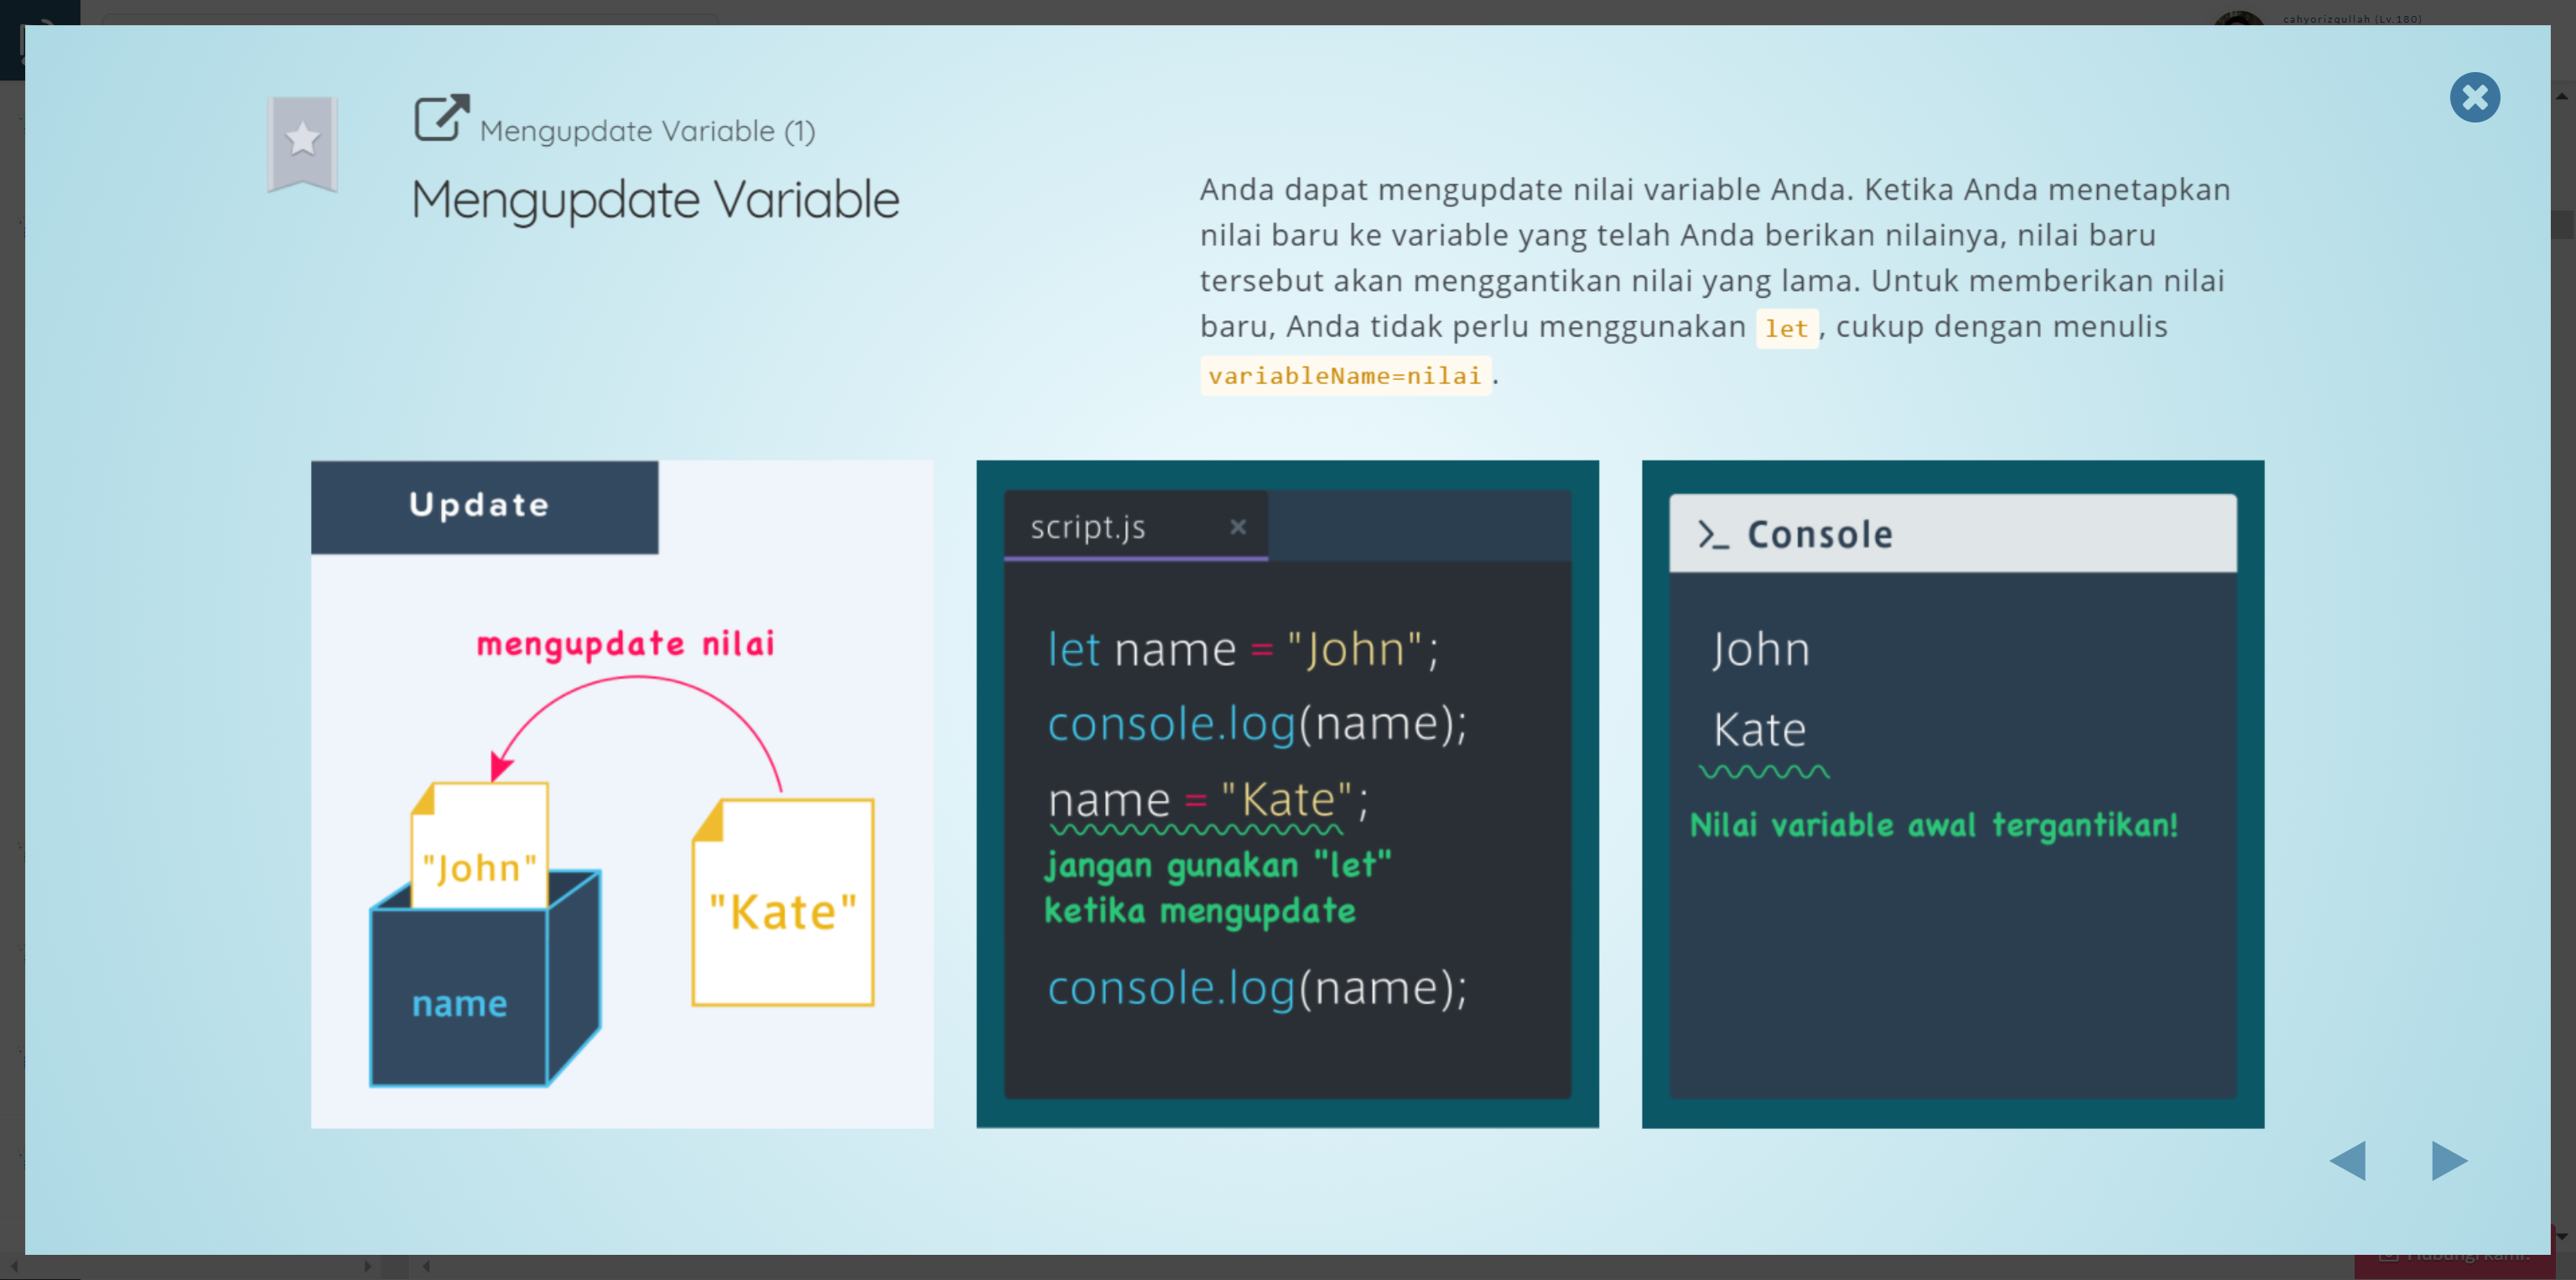 cahyorizqullah (Lv.180)
Mengupdate Variable (1)
Mengupdate Variable
Anda dapat mengupdate nilai variable Anda. Ketika Anda menetapkan
nilai baru ke variable yang telah Anda berikan nilainya, nilai baru
tersebut akan menggantikan nilai yang lama. Untuk memberikan nilai
baru, Anda tidak perlu menggunakan let, cukup dengan menulis
variableName=nilai.
Update
mengupdate nilai
"John"
"Kate"
name
script.js
let name = "John";
console.log(name);
name = "Kate";
jangan gunakan "let"
ketika mengupdate
console.log(name);
>_ Console
John
Kate
Nilai variable awal tergantikan!
Hubungi kami.